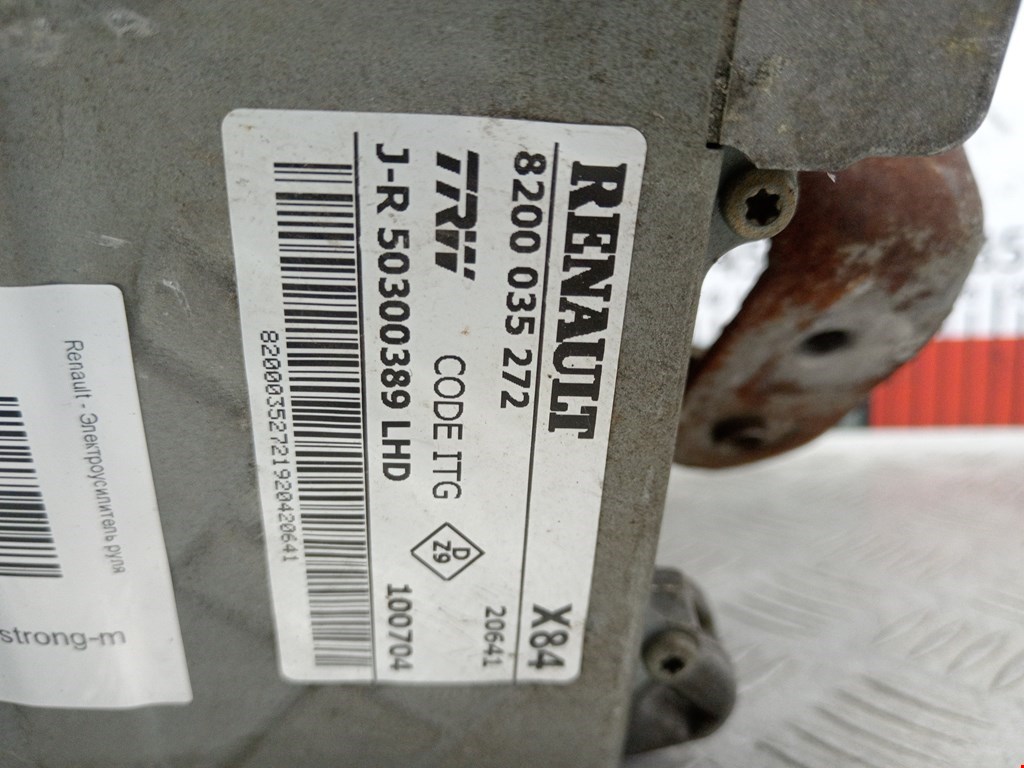 RENAULT X84
8200 035 272 20641
TRW CODE ITG D Z9
J-R 50300389 LHD 100704
8200035272192042064​1
Renault - Электроусилитель руля
strong-m